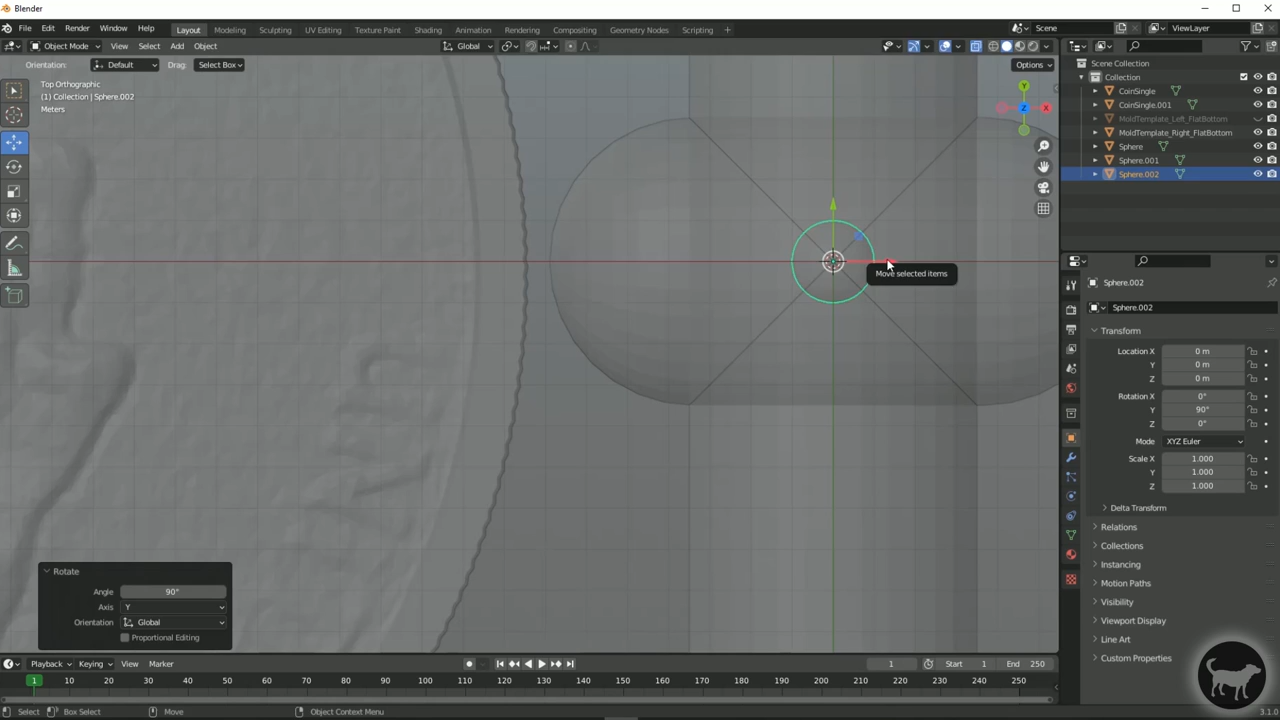 Blender
File Edit Render Window Help Layout Modeling Sculpting UV Editing Texture Paint Shading Animation Rendering Compositing Geometry Nodes Scripting + Scene ViewLayer
Object Mode View Select Add Object Global
Orientation: Default Drag: Select Box Options
Top Orthographic
(1) Collection | Sphere.002
Meters
Y
Z X
Move selected items
Scene Collection
Collection
CoinSingle
CoinSingle.001
MoldTemplate_Left_FlatBottom
MoldTemplate_Right_FlatBottom
Sphere
Sphere.001
Sphere.002
Sphere.002
Sphere.002
Transform
Location X 0 m
Y 0 m
Z 0 m
Rotation X 0°
Y 90°
Z 0°
Mode XYZ Euler
Scale X 1.000
Y 1.000
Z 1.000
Delta Transform
Relations
Collections
Instancing
Motion Paths
Visibility
Viewport Display
Line Art
Custom Properties
Rotate
Angle 90°
Axis Y
Orientation Global
Proportional Editing
Playback Keying View Marker 1 Start 1 End 250
1 10 20 30 40 50 60 70 80 90 100 110 120 130 140 150 160 170 180 190 200 210 220 230 240 250
Select Box Select Move Object Context Menu 3.1.0